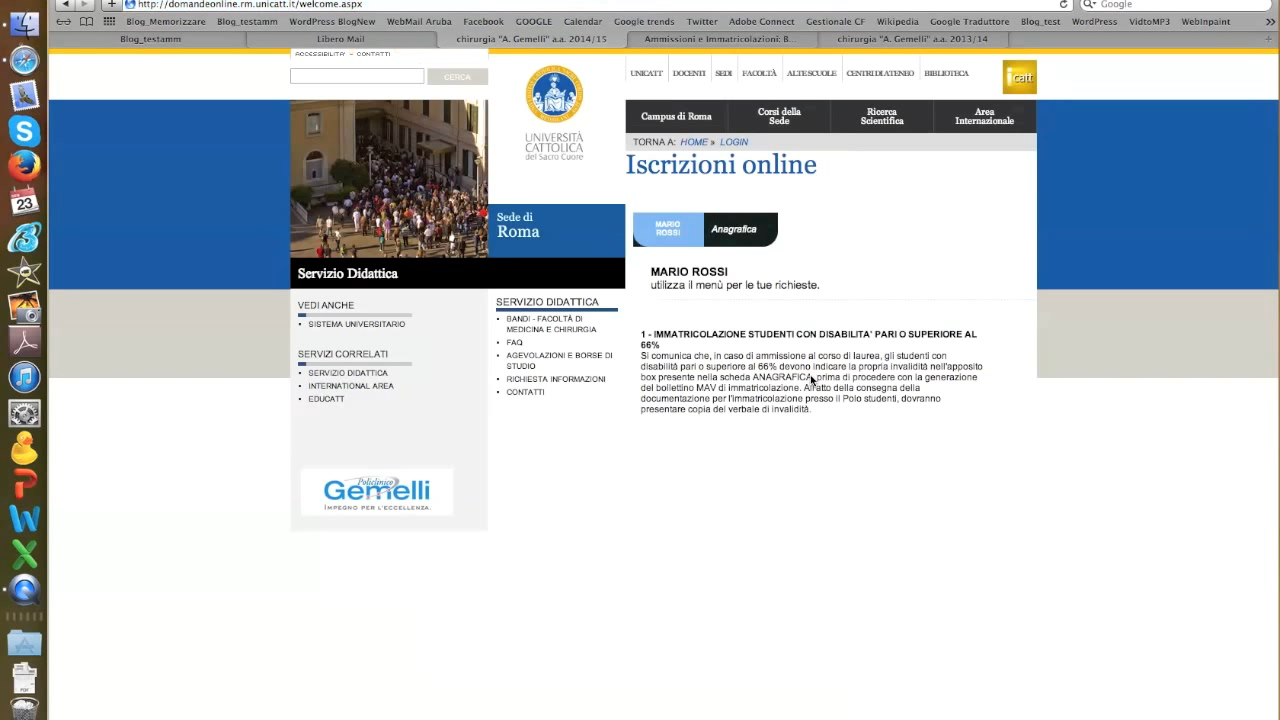 http://domandeonline.rm.unicatt.it/welcome.aspx
Google
Blog_Memorizzare Blog_testamm WordPress BlogNew WebMail Aruba Facebook GOOGLE Calendar Google trends Twitter Adobe Connect Gestionale CF Wikipedia Google Traduttore Blog_test WordPress VidtoMP3 WebInpaint
Blog_testamm Libero Mail chirurgia "A. Gemelli" a.a. 2014/15 Ammissioni e Immatricolazioni: B... chirurgia "A. Gemelli" a.a. 2013/14
ACCESSIBILITA' - CONTATTI
CERCA
UNIVERSITÀ
CATTOLICA
del Sacro Cuore
UNICATT DOCENTI SEDI FACOLTÀ ALTE SCUOLE CENTRI DI ATENEO BIBLIOTECA
i catt
Campus di Roma
Corsi della
Sede
Ricerca
Scientifica
Area
Internazionale
TORNA A: HOME » LOGIN
Iscrizioni online
Sede di
Roma
MARIO
ROSSI
Anagrafica
Servizio Didattica
MARIO ROSSI
utilizza il menù per le tue richieste.
VEDI ANCHE
• SISTEMA UNIVERSITARIO
SERVIZI CORRELATI
• SERVIZIO DIDATTICA
• INTERNATIONAL AREA
• EDUCATT
SERVIZIO DIDATTICA
• BANDI - FACOLTÀ DI
MEDICINA E CHIRURGIA
• FAQ
• AGEVOLAZIONI E BORSE DI
STUDIO
• RICHIESTA INFORMAZIONI
• CONTATTI
1 - IMMATRICOLAZIONE STUDENTI CON DISABILITA' PARI O SUPERIORE AL
66%
Si comunica che, in caso di ammissione al corso di laurea, gli studenti con
disabilità pari o superiore al 66% devono indicare la propria invalidità nell'apposito
box presente nella scheda ANAGRAFICA, prima di procedere con la generazione
del bollettino MAV di immatricolazione. All'atto della consegna della
documentazione per l'Immatricolazione presso il Polo studenti, dovranno
presentare copia del verbale di invalidità.
Policlinico
Gemelli
IMPEGNO PER L'ECCELLENZA.
23
PDF